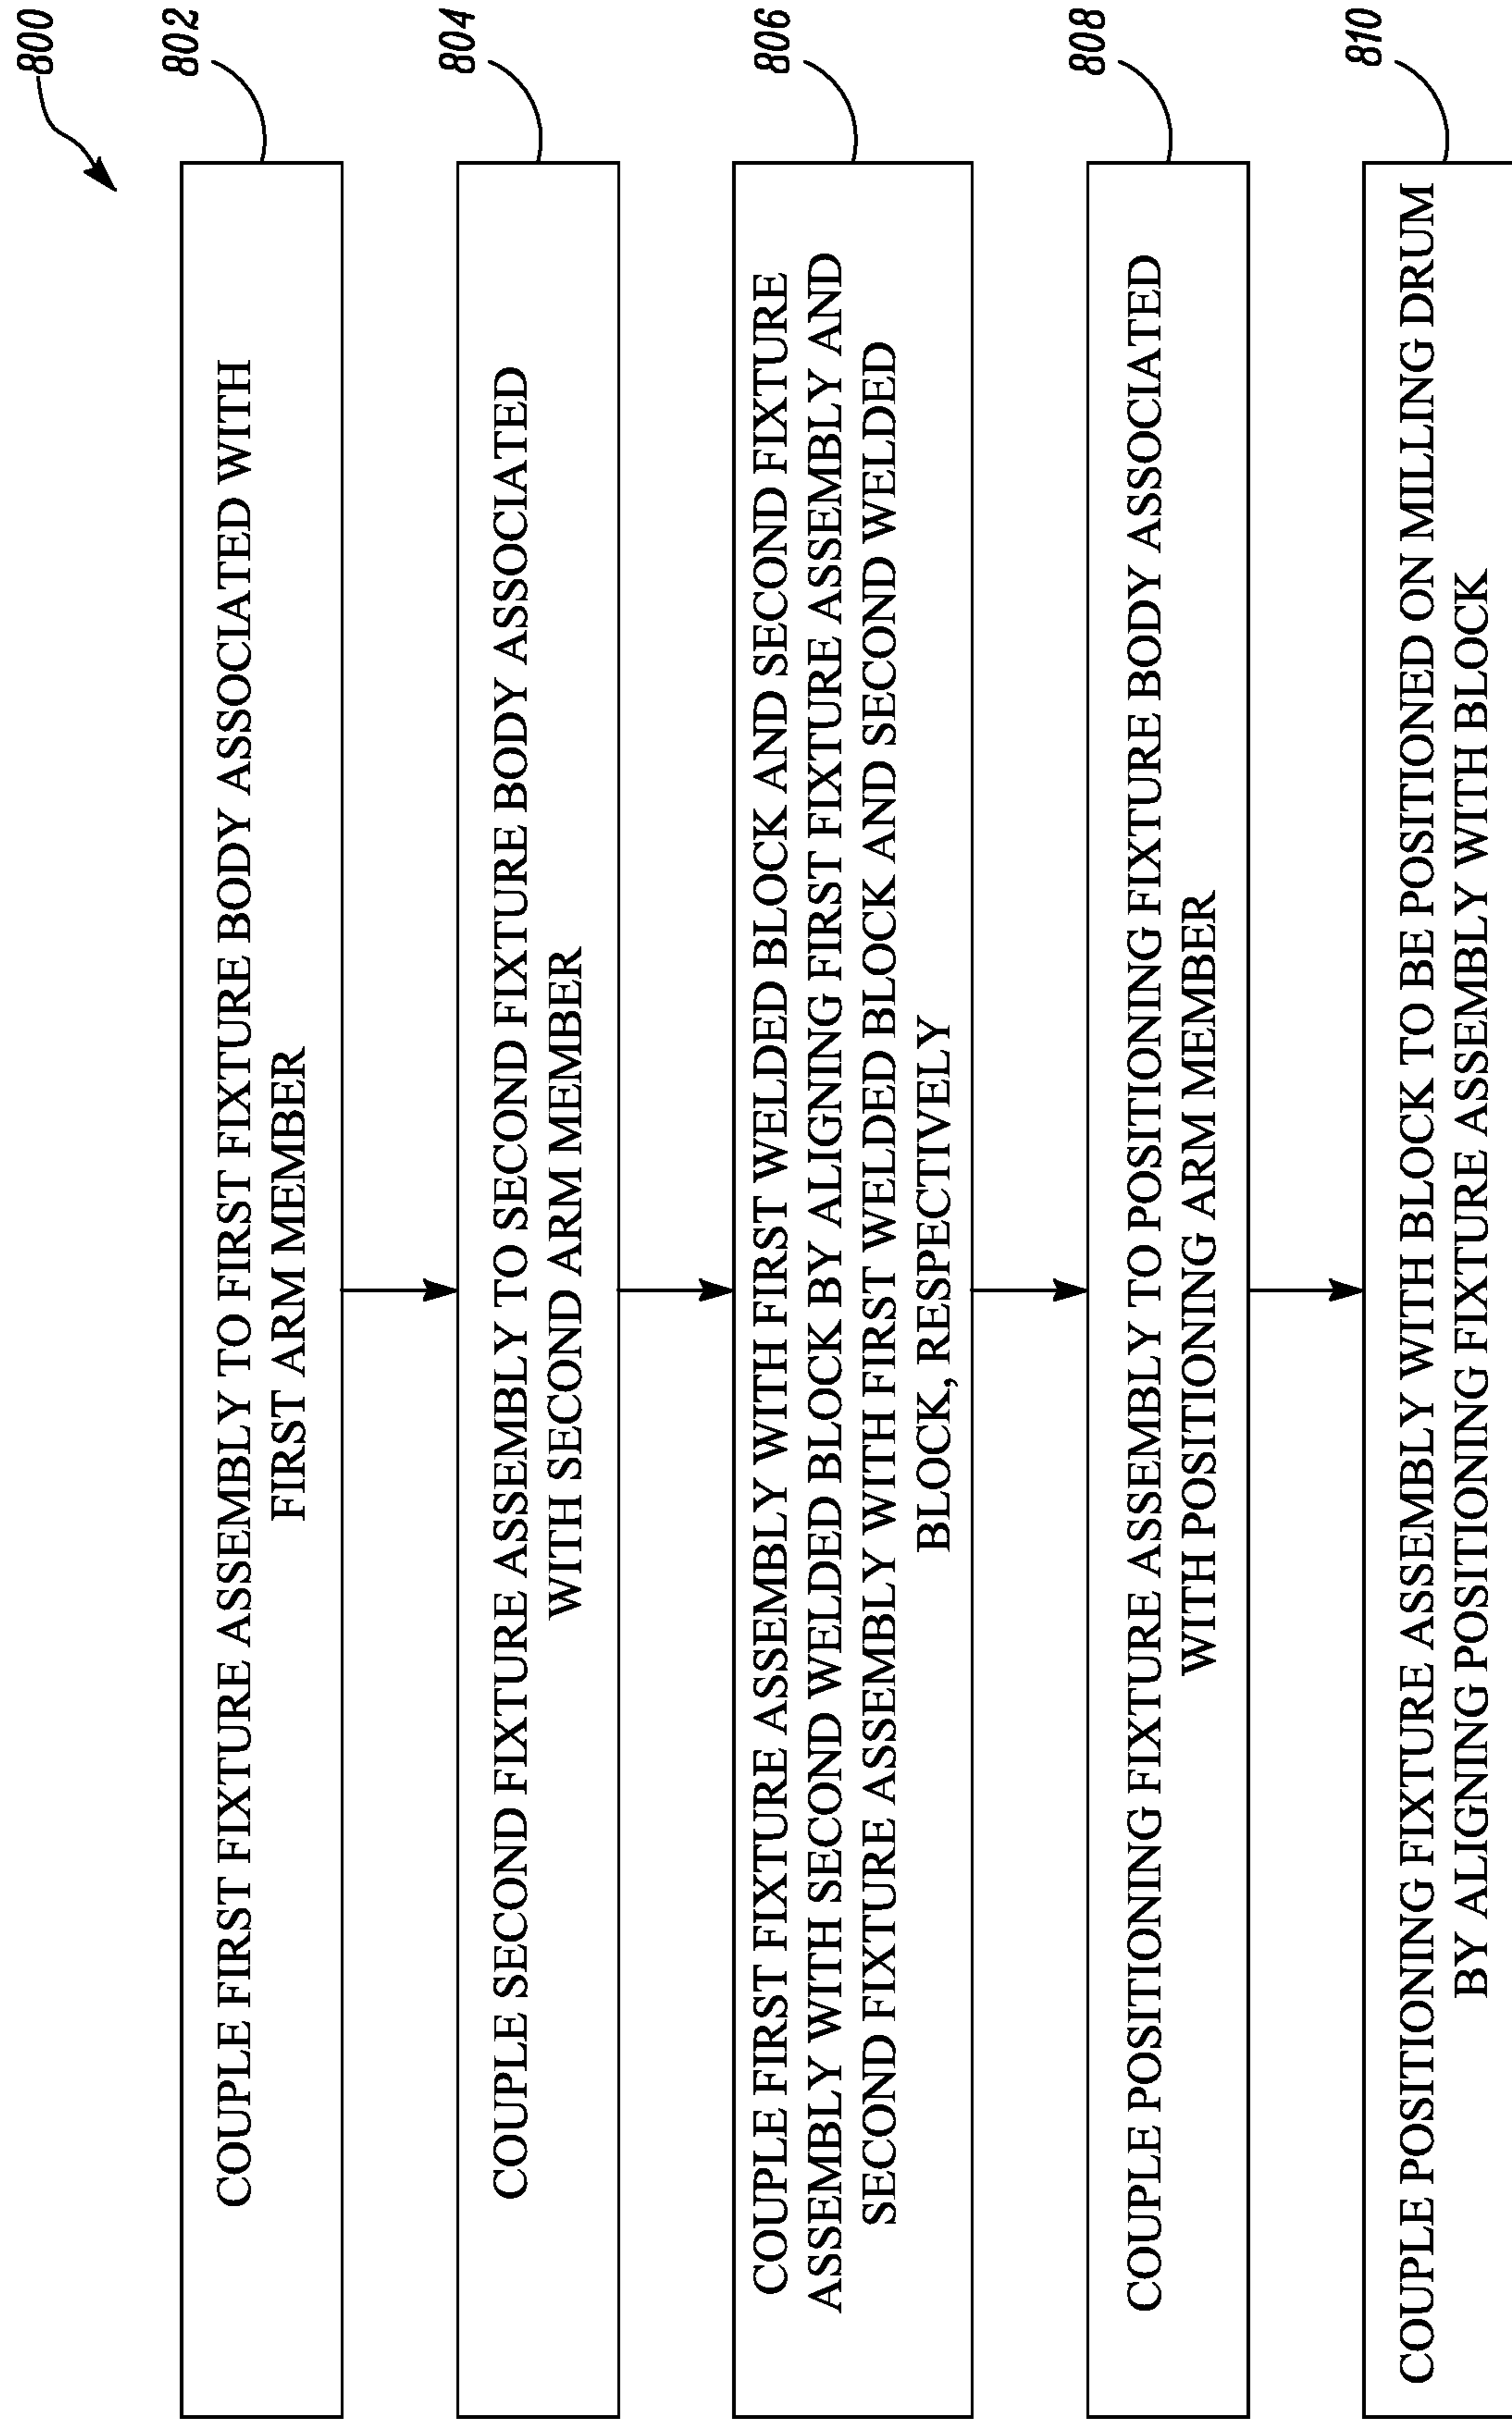 800
802
COUPLE FIRST FIXTURE ASSEMBLY TO FIRST FIXTURE BODY ASSOCIATED WITH
FIRST ARM MEMBER
804
COUPLE SECOND FIXTURE ASSEMBLY TO SECOND FIXTURE BODY ASSOCIATED
WITH SECOND ARM MEMBER
806
COUPLE FIRST FIXTURE ASSEMBLY WITH FIRST WELDED BLOCK AND SECOND FIXTURE
ASSEMBLY WITH SECOND WELDED BLOCK BY ALIGNING FIRST FIXTURE ASSEMBLY AND
SECOND FIXTURE ASSEMBLY WITH FIRST WELDED BLOCK AND SECOND WELDED
BLOCK, RESPECTIVELY
808
COUPLE POSITIONING FIXTURE ASSEMBLY TO POSITIONING FIXTURE BODY ASSOCIATED
WITH POSITIONING ARM MEMBER
810
COUPLE POSITIONING FIXTURE ASSEMBLY WITH BLOCK TO BE POSITIONED ON MILLING DRUM
BY ALIGNING POSITIONING FIXTURE ASSEMBLY WITH BLOCK